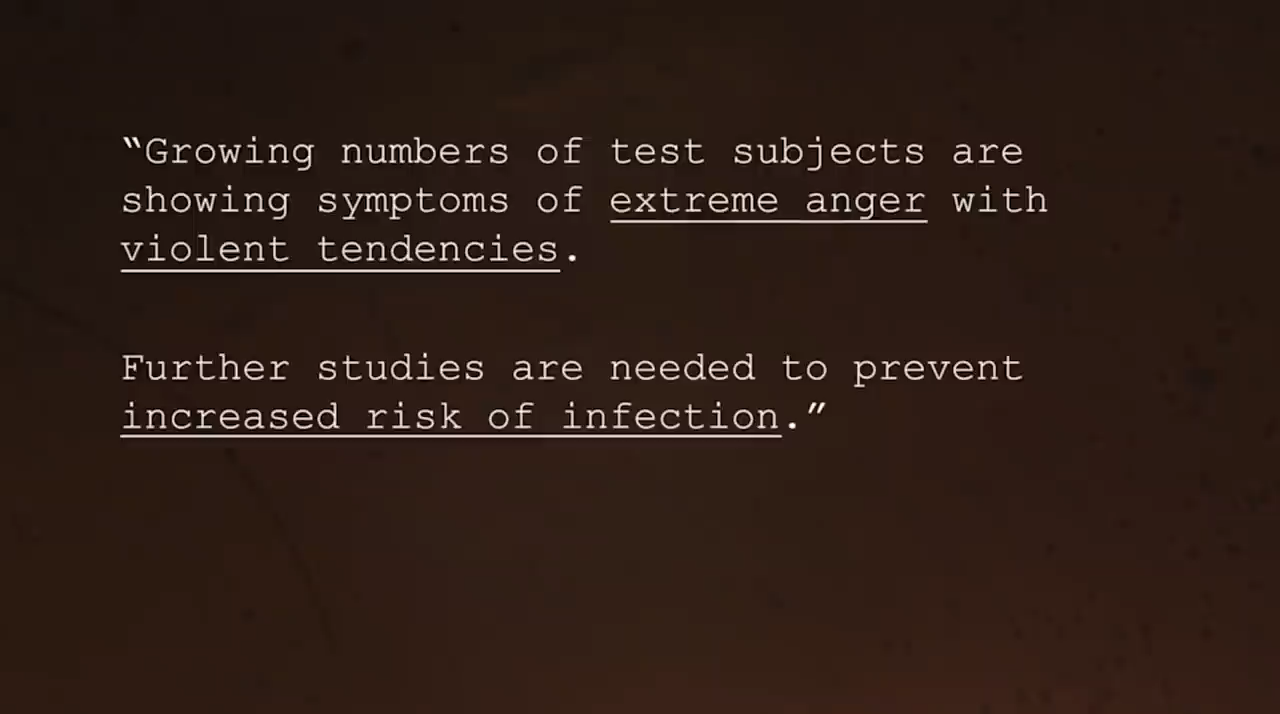 “Growing numbers of test subjects are
showing symptoms of extreme anger with
violent tendencies.
Further studies are needed to prevent
increased risk of infection.”